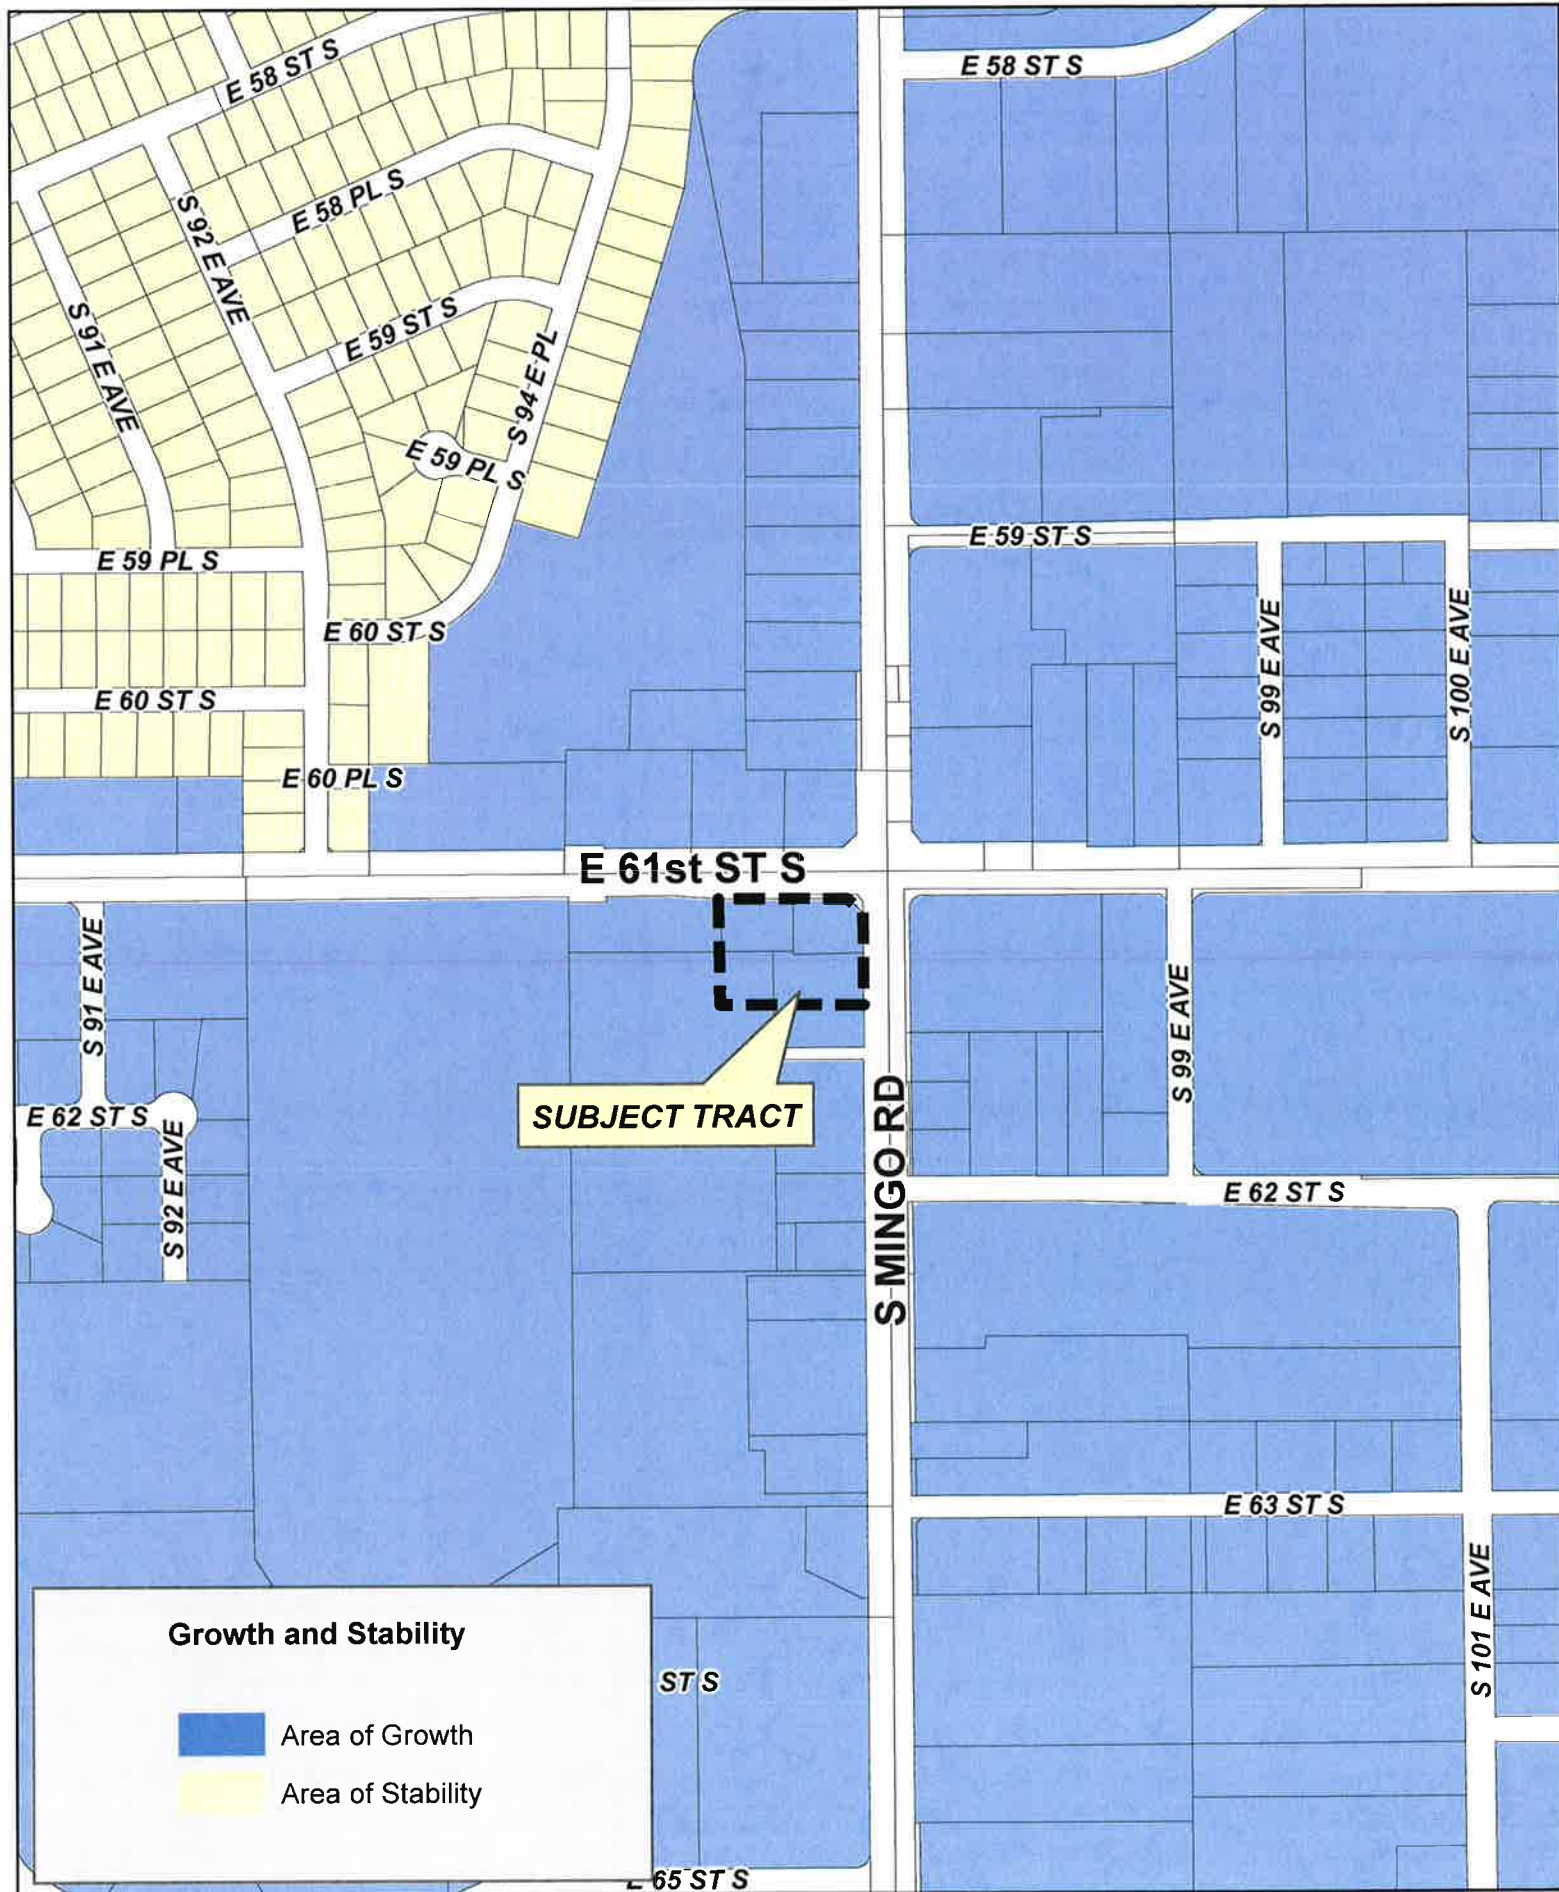 E 58 ST S
E 58 ST S
E 58 PL S
S 92 E AVE
S 91 E AVE
E 59 ST S
S 94 E PL
E 59 PL S
E 59 ST S
E 59 PL S
E 60 ST S
S 99 E AVE
S 100 E AVE
E 60 ST S
E 60 PL S
E 61st ST S
S 91 E AVE
S 99 E AVE
SUBJECT TRACT
E 62 ST S
S 92 E AVE
S MINGO RD
E 62 ST S
E 63 ST S
S 101 E AVE
Growth and Stability
ST S
Area of Growth
Area of Stability
E 65 ST S